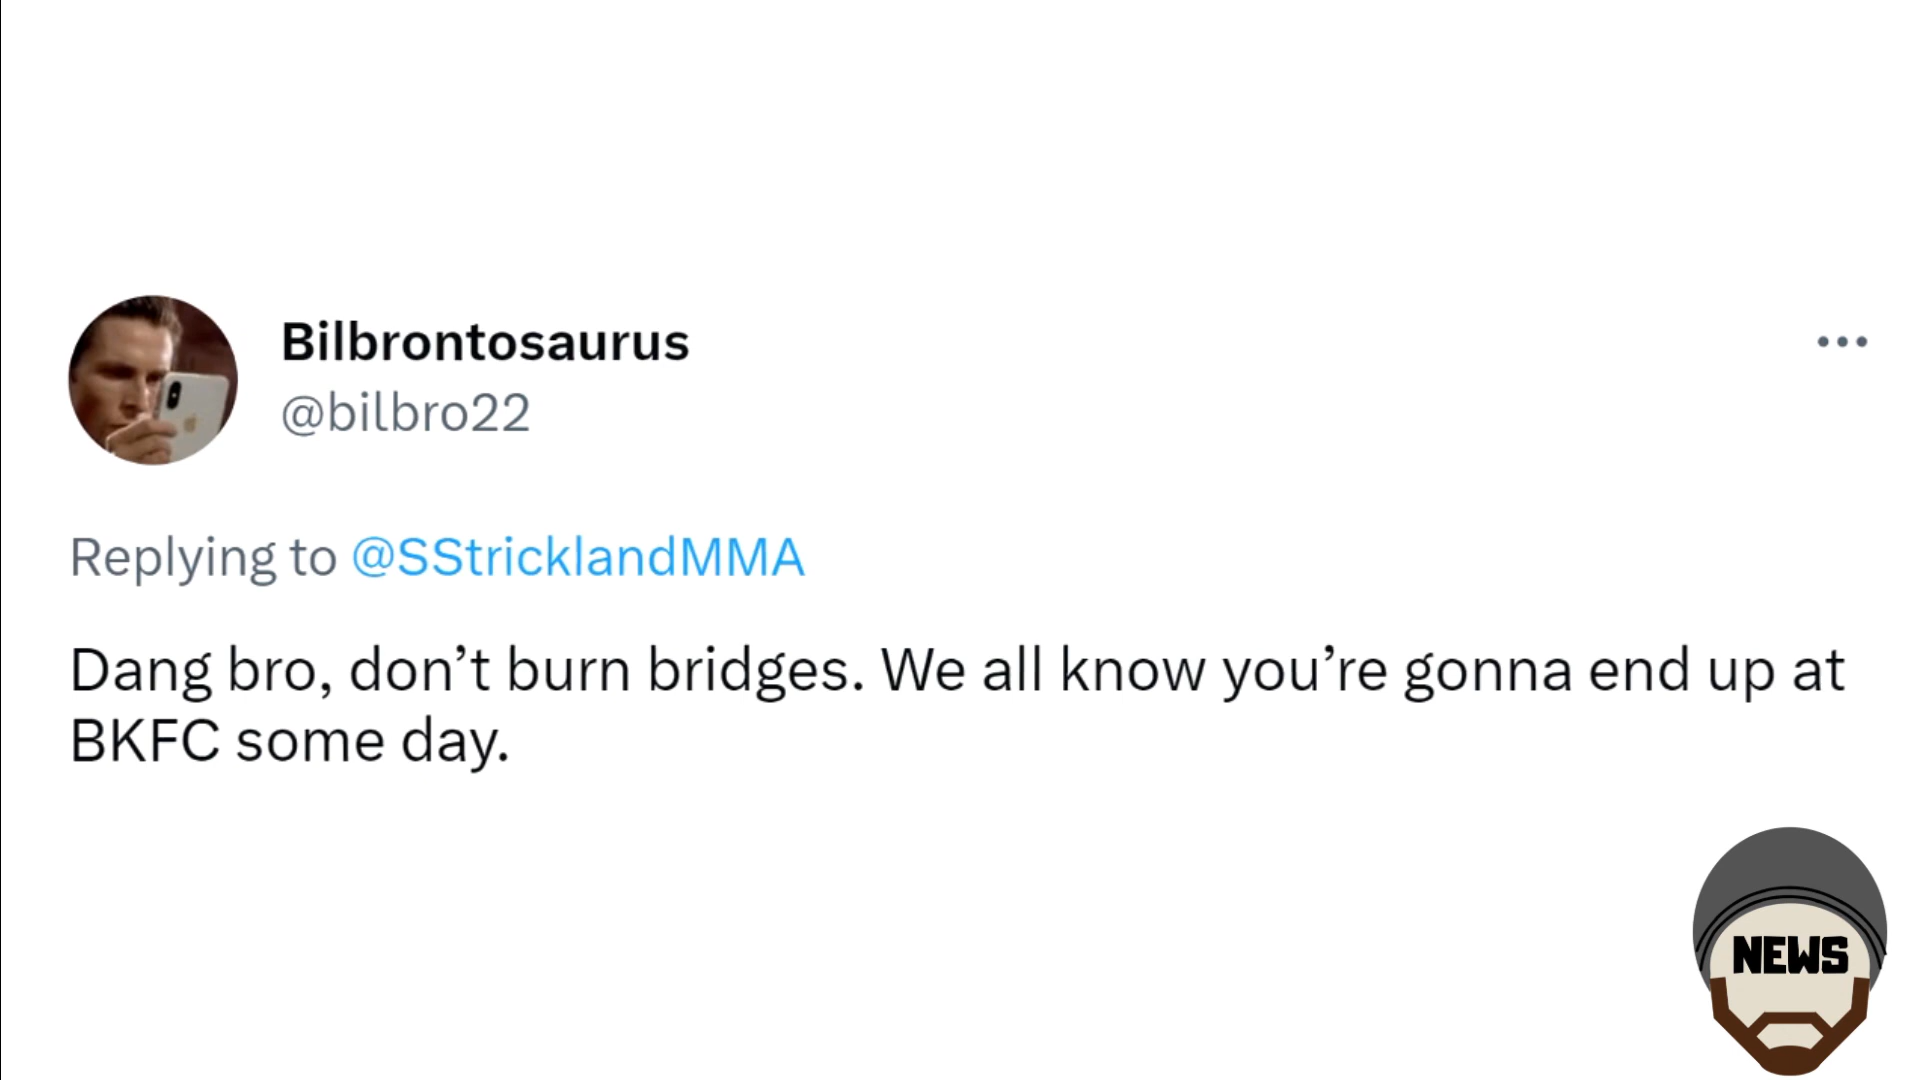 Bilbrontosaurus
@bilbro22
Replying to @SStricklandMMA
Dang bro, don’t burn bridges. We all know you’re gonna end up at
BKFC some day.
NEWS